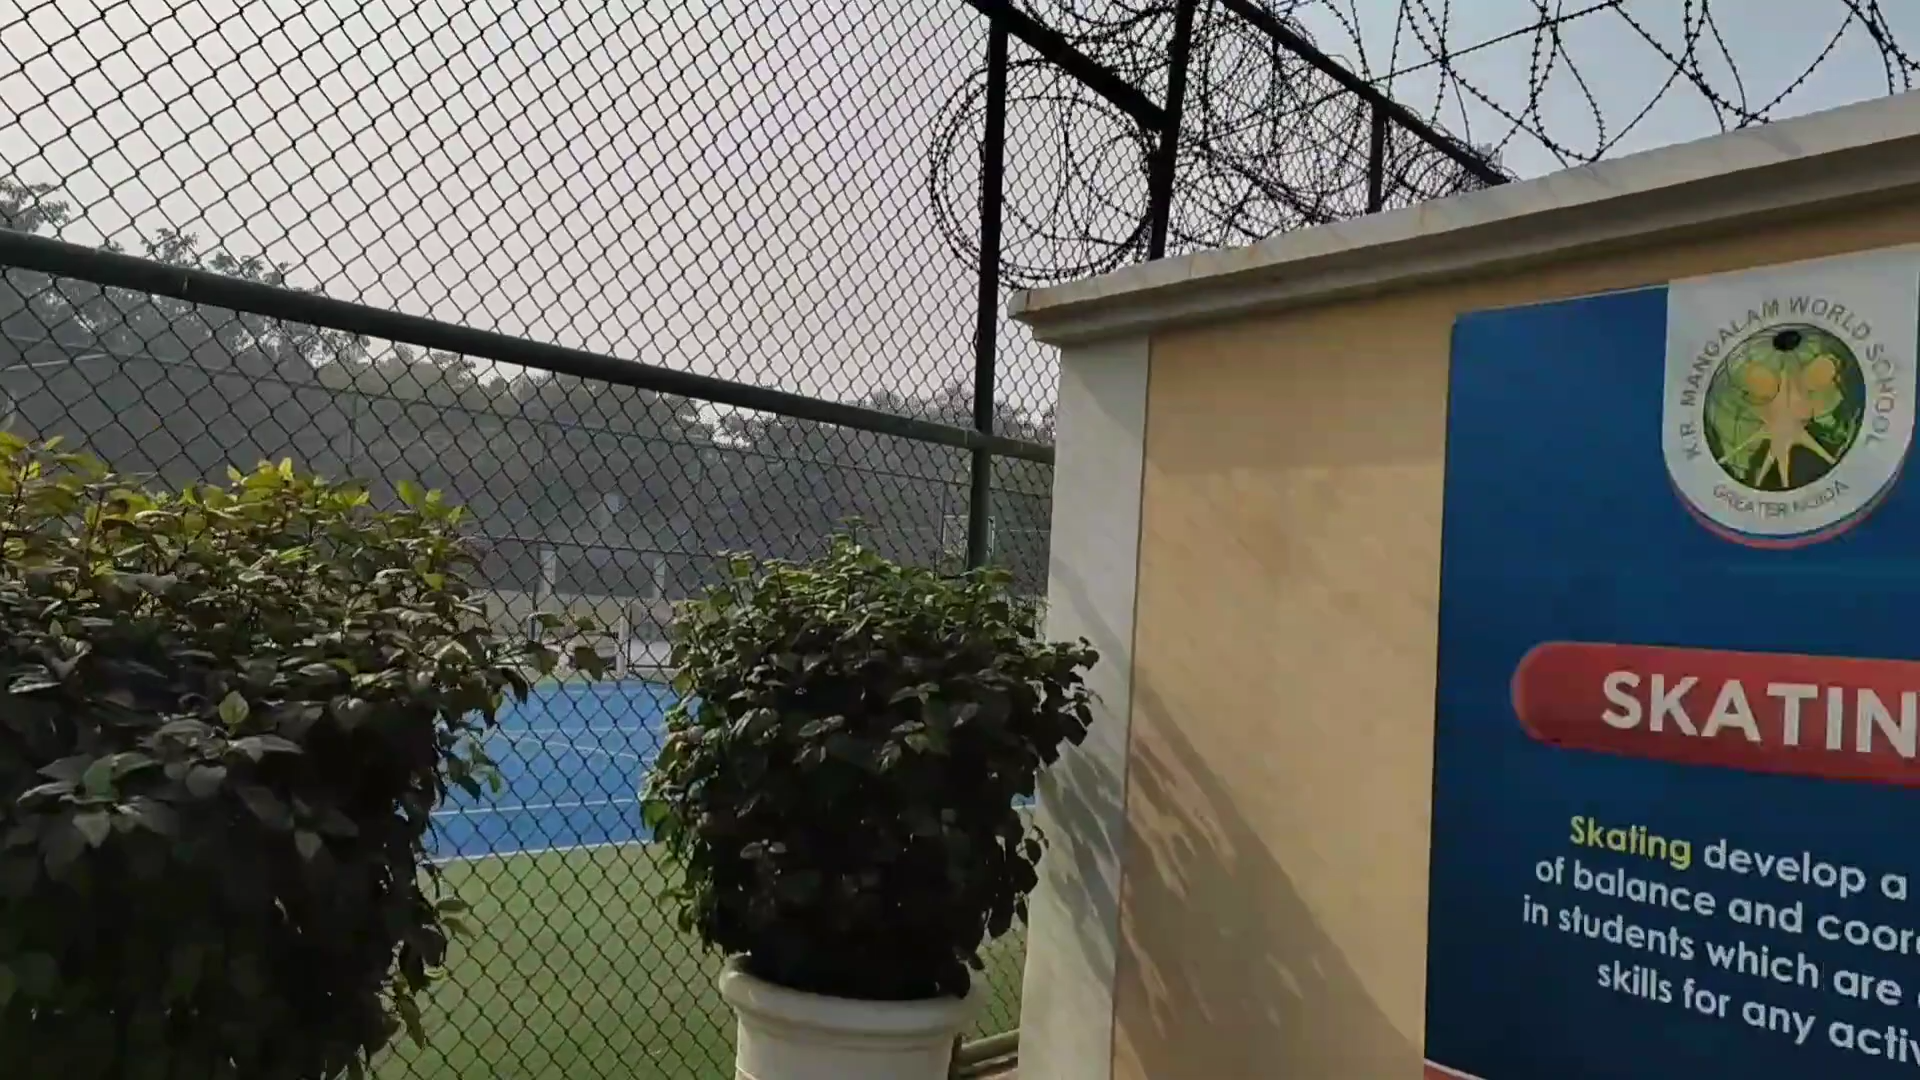 K.R. MANGALAM WORLD SCHOOL
GREATER NOIDA
SKATIN
Skating develop a
of balance and coor
in students which are
skills for any activ